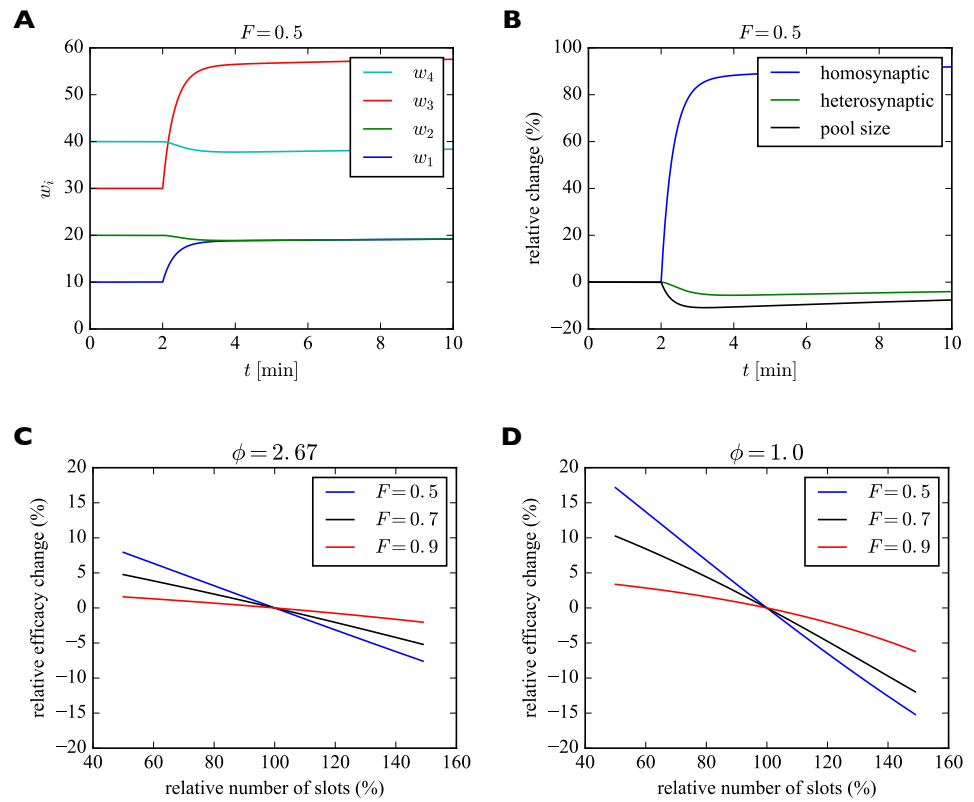 A
F = 0.5
60
50
40
30
20
10
0
w_i
w_4
w_3
w_2
w_1
0 2 4 6 8 10
t [min]
B
F = 0.5
100
80
60
40
20
0
−20
relative change (%)
homosynaptic
heterosynaptic
pool size
0 2 4 6 8 10
t [min]
C
ϕ = 2.67
20
15
10
5
0
−5
−10
−15
−20
relative efficacy change (%)
F = 0.5
F = 0.7
F = 0.9
40 60 80 100 120 140 160
relative number of slots (%)
D
ϕ = 1.0
20
15
10
5
0
−5
−10
−15
−20
relative efficacy change (%)
F = 0.5
F = 0.7
F = 0.9
40 60 80 100 120 140 160
relative number of slots (%)